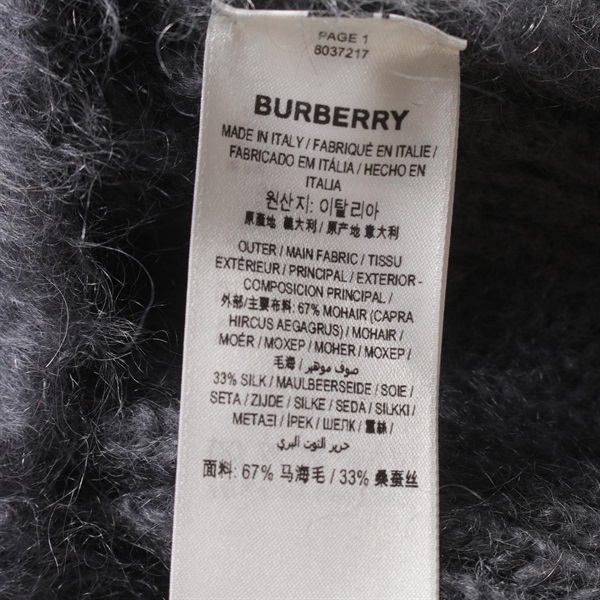 PAGE 1
8037217
BURBERRY
MADE IN ITALY / FABRIQUÉ EN ITALIE /
FABRICADO EM ITÁLIA / HECHO EN
ITALIA
원산지: 이탈리아
原產地 義大利 / 原产地 意大利
OUTER / MAIN FABRIC / TISSU
EXTÉRIEUR / PRINCIPAL / EXTERIOR -
COMPOSICION PRINCIPAL /
外部/主要布料: 67% MOHAIR (CAPRA
HIRCUS AEGAGRUS) / MOHAIR /
MOÉR / МОХЕР / MOHER / MOXEP /
毛海 / صوف موهير /
33% SILK / MAULBEERSEIDE / SOIE /
SETA / ZIJDE / SILKE / SEDA / SILKKI /
ΜΕΤΑΞΙ / İPEK / ШЕЛК / 蠶絲 /
حرير التوت البري
面料: 67% 马海毛 / 33% 桑蚕丝